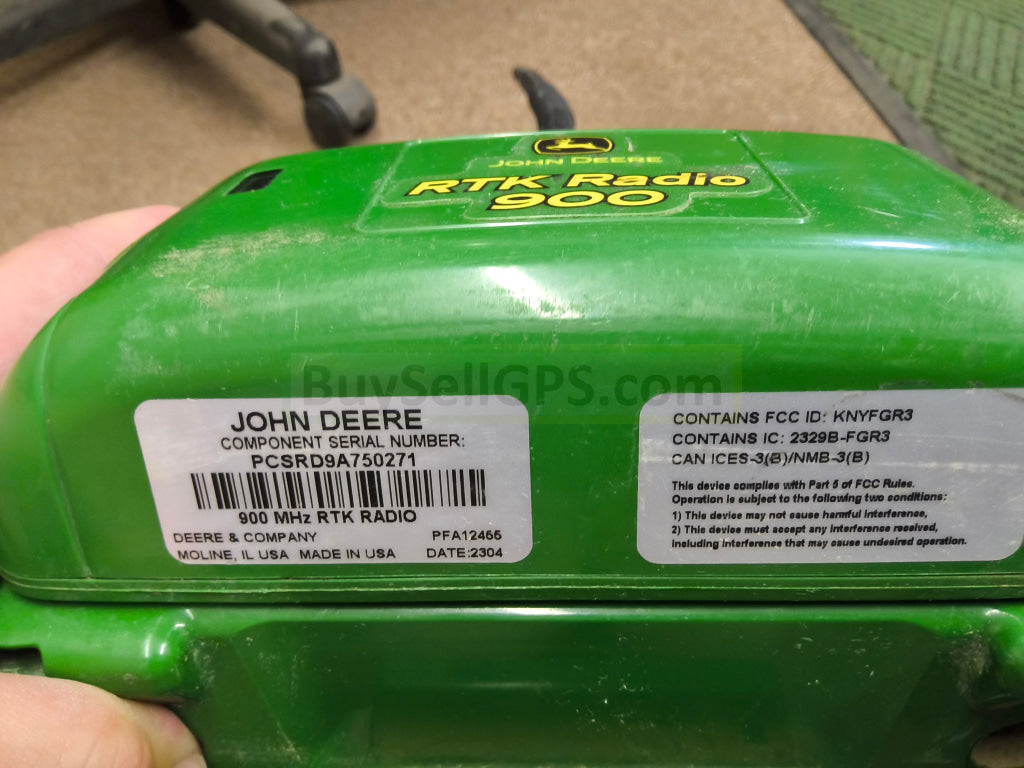 JOHN DEERE
RTK Radio
900
BuySellGPS.com
JOHN DEERE
COMPONENT SERIAL NUMBER:
PCSRD9A750271
900 MHz RTK RADIO
DEERE & COMPANY PFA12466
MOLINE, IL USA MADE IN USA DATE:2304
CONTAINS FCC ID: KNYFGR3
CONTAINS IC: 2329B-FGR3
CAN ICES-3(B)/NMB-3(B)
This device complies with Part 5 of FCC Rules.
Operation is subject to the following two conditions:
1) This device may not cause harmful interference,
2) This device must accept any interference received,
including interference that may cause undesired operation.